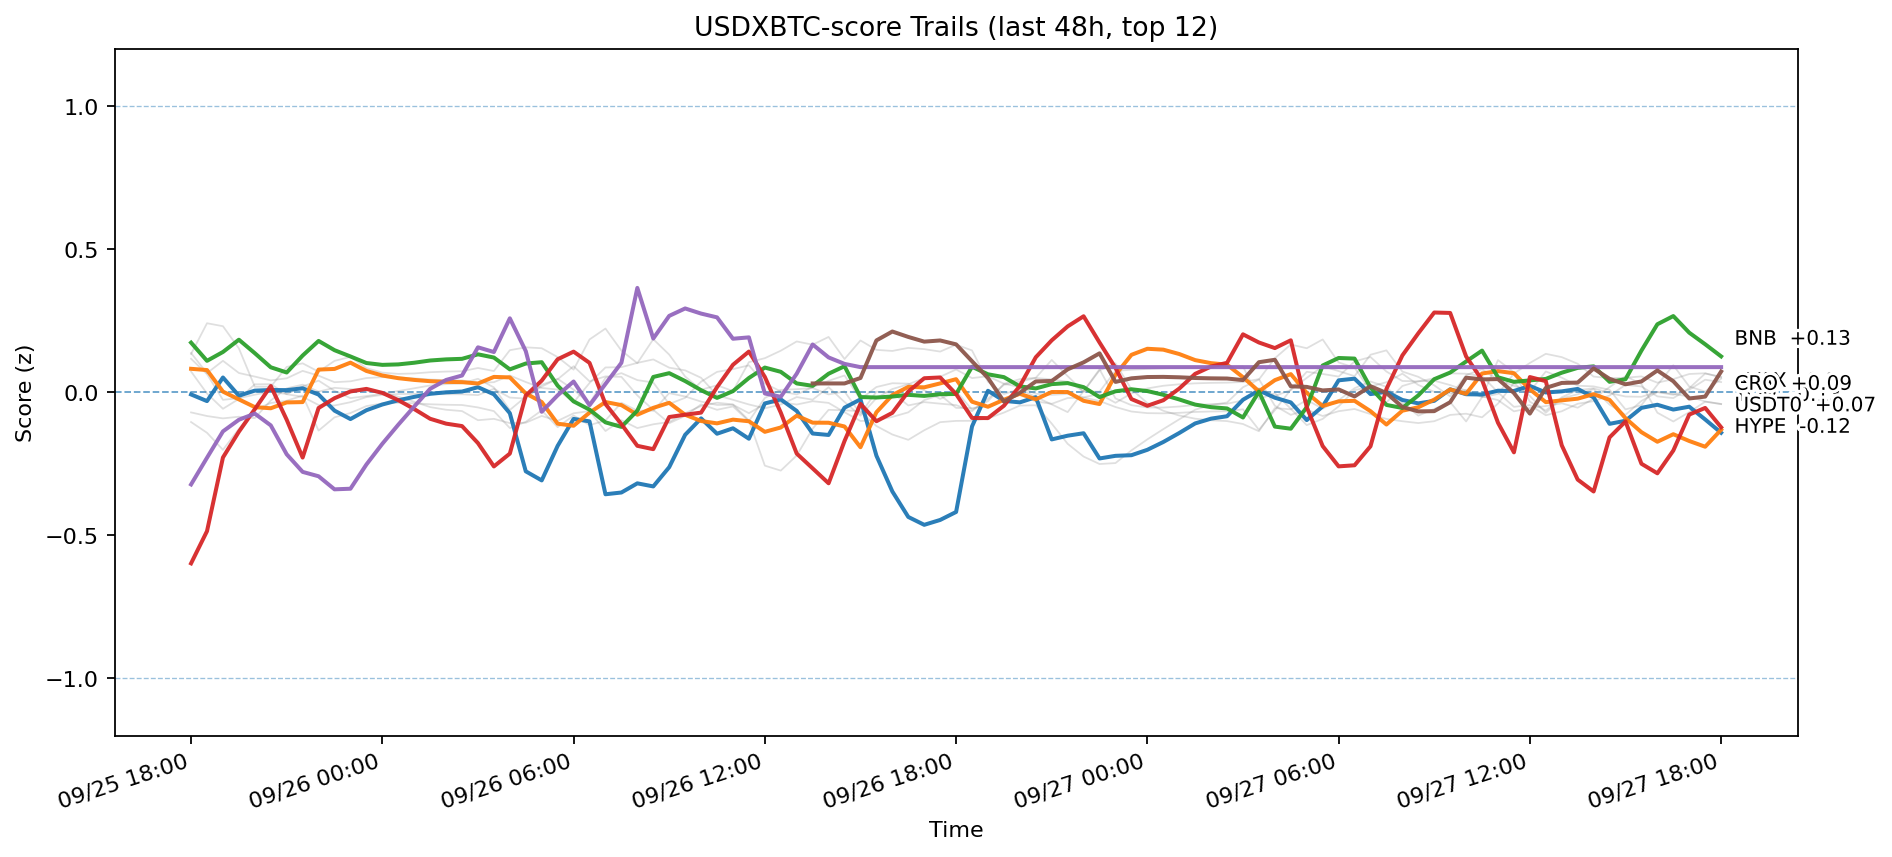 USDXBTC-score Trails (last 48h, top 12)
Score (z)
1.0
0.5
0.0
−0.5
−1.0
BNB +0.13
CRO +0.09
USDT0 +0.07
HYPE -0.12
09/25 18:00
09/26 00:00
09/26 06:00
09/26 12:00
09/26 18:00
09/27 00:00
09/27 06:00
09/27 12:00
09/27 18:00
Time